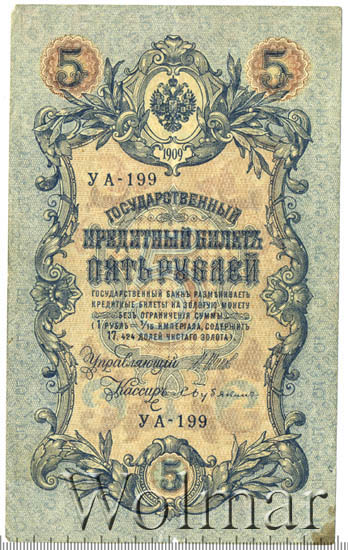 5 5
1909
УА-199
ГОСУДАРСТВЕННЫЙ
КРЕДИТНЫЙ БИЛЕТЪ
ПЯТЬ РУБЛЕЙ
ГОСУДАРСТВЕННЫЙ БАНКЪ РАЗМѢНИВАЕТЪ
КРЕДИТНЫЕ БИЛЕТЫ НА ЗОЛОТУЮ МОНЕТУ
БЕЗЪ ОГРАНИЧЕНІЯ СУММЫ
(1 РУБЛЬ = 1/15 ИМПЕРІАЛА, СОДЕРЖИТЪ
17,424 ДОЛЕЙ ЧИСТАГО ЗОЛОТА).
Управляющій
Кассиръ
УА-199
5
Wolmar